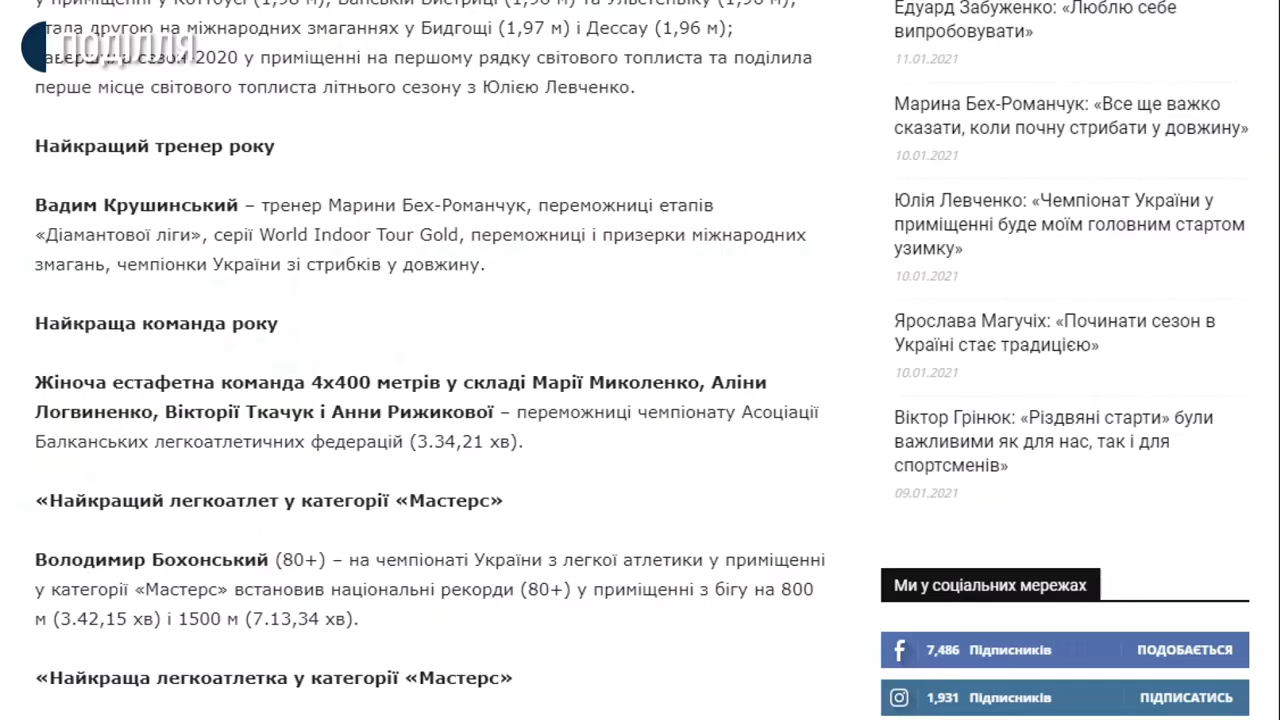 ПОДІЛЛЯ
тала другою на міжнародних змаганнях у Бидгощі (1,97 м) і Дессау (1,96 м);
сезон 2020 у приміщенні на першому рядку світового топлиста та поділила
перше місце світового топлиста літнього сезону з Юлією Левченко.
Найкращий тренер року
Вадим Крушинський – тренер Марини Бех-Романчук, переможниці етапів
«Діамантової ліги», серії World Indoor Tour Gold, переможниці і призерки міжнародних
змагань, чемпіонки України зі стрибків у довжину.
Найкраща команда року
Жіноча естафетна команда 4х400 метрів у складі Марії Миколенко, Аліни
Логвиненко, Вікторії Ткачук і Анни Рижикової – переможниці чемпіонату Асоціації
Балканських легкоатлетичних федерацій (3.34,21 хв).
«Найкращий легкоатлет у категорії «Мастерс»
Володимир Бохонський (80+) – на чемпіонаті України з легкої атлетики у приміщенні
у категорії «Мастерс» встановив національні рекорди (80+) у приміщенні з бігу на 800
м (3.42,15 хв) і 1500 м (7.13,34 хв).
«Найкраща легкоатлетка у категорії «Мастерс»
Едуард Забуженко: «Люблю себе
випробовувати»
11.01.2021
Марина Бех-Романчук: «Все ще важко
сказати, коли почну стрибати у довжину»
10.01.2021
Юлія Левченко: «Чемпіонат України у
приміщенні буде моїм головним стартом
узимку»
10.01.2021
Ярослава Магучіх: «Починати сезон в
Україні стає традицією»
10.01.2021
Віктор Грінюк: «Різдвяні старти» були
важливими як для нас, так і для
спортсменів»
09.01.2021
Ми у соціальних мережах
7,486 Підписників ПОДОБАЄТЬСЯ
1,931 Підписників ПІДПИСАТИСЬ